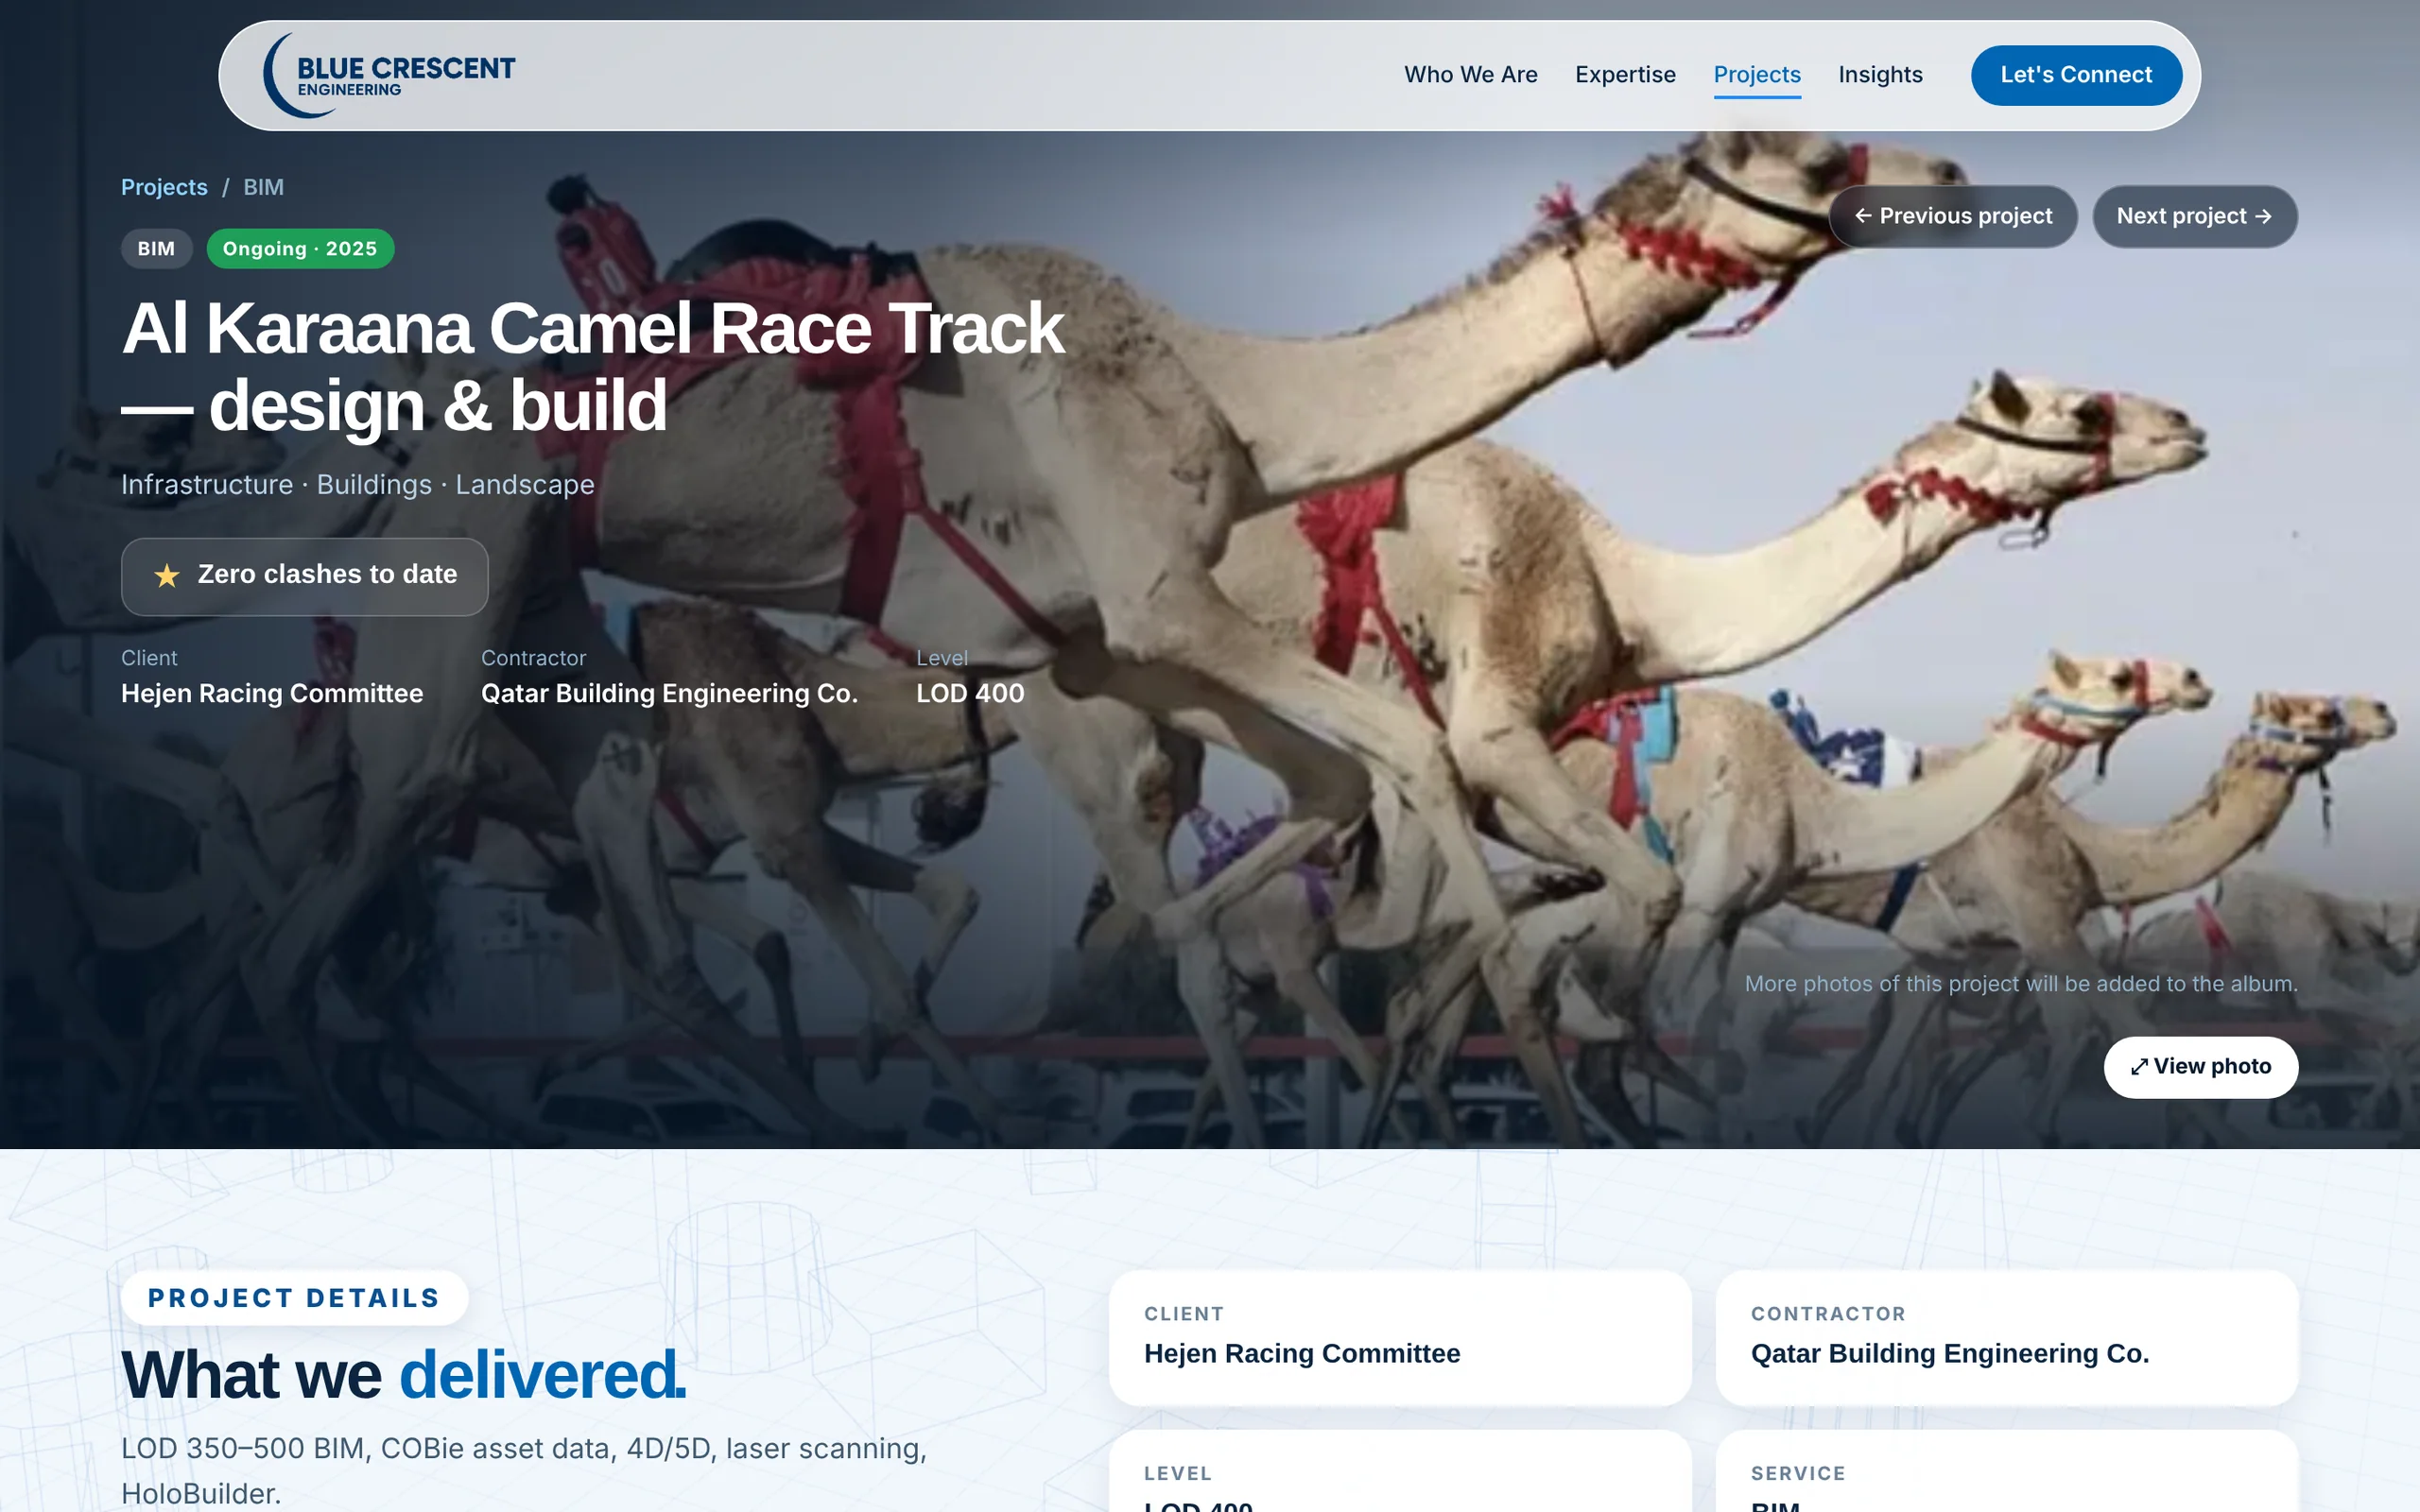 BLUE CRESCENT
ENGINEERING
Who We Are
Expertise
Projects
Insights
Let's Connect
Projects / BIM
← Previous project
Next project →
BIM
Ongoing · 2025
Al Karaana Camel Race Track
— design & build
Infrastructure · Buildings · Landscape
★ Zero clashes to date
Client
Hejen Racing Committee
Contractor
Qatar Building Engineering Co.
Level
LOD 400
More photos of this project will be added to the album.
View photo
PROJECT DETAILS
What we delivered.
LOD 350–500 BIM, COBie asset data, 4D/5D, laser scanning,
HoloBuilder.
CLIENT
Hejen Racing Committee
CONTRACTOR
Qatar Building Engineering Co.
LEVEL
LOD 400
SERVICE
BIM